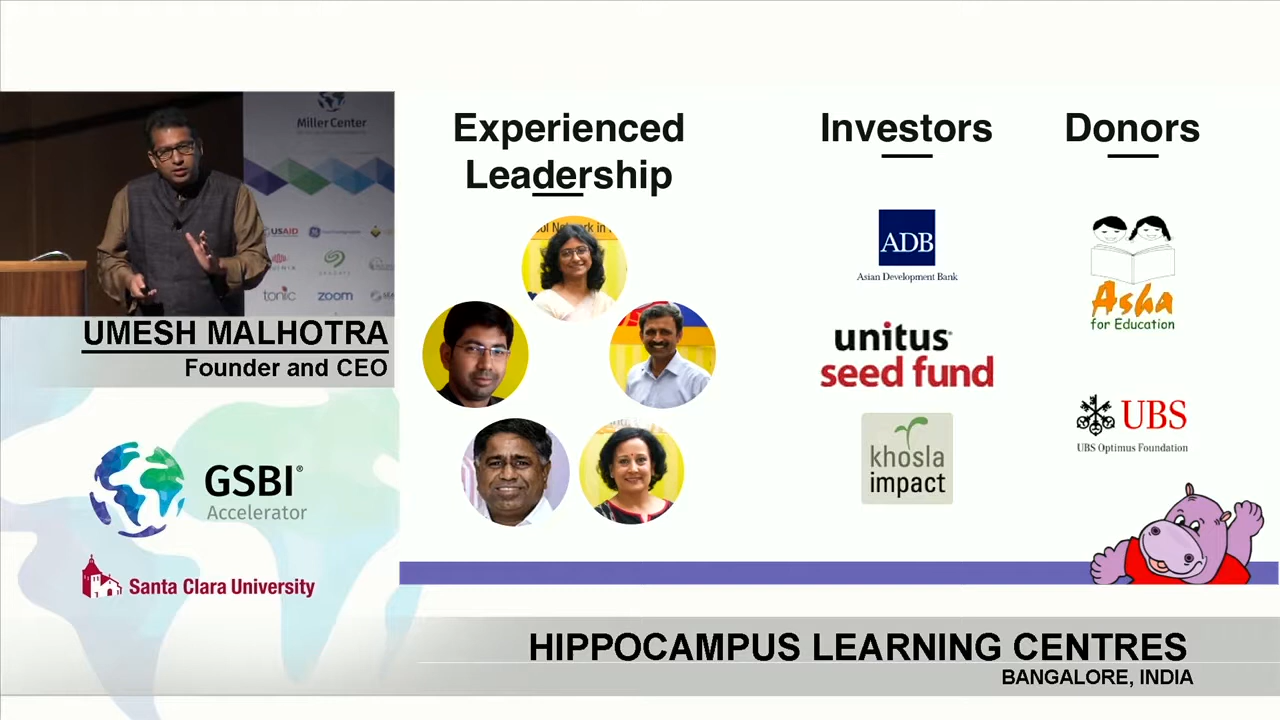 Miller Center
USAID
tonic
zoom
UMESH MALHOTRA
Founder and CEO
GSBI®
Accelerator
Santa Clara University
Experienced
Leadership
Investors
ADB
Asian Development Bank
unitus
seed fund
khosla
impact
Donors
Asha
for Education
UBS
UBS Optimus Foundation
HIPPOCAMPUS LEARNING CENTRES
BANGALORE, INDIA